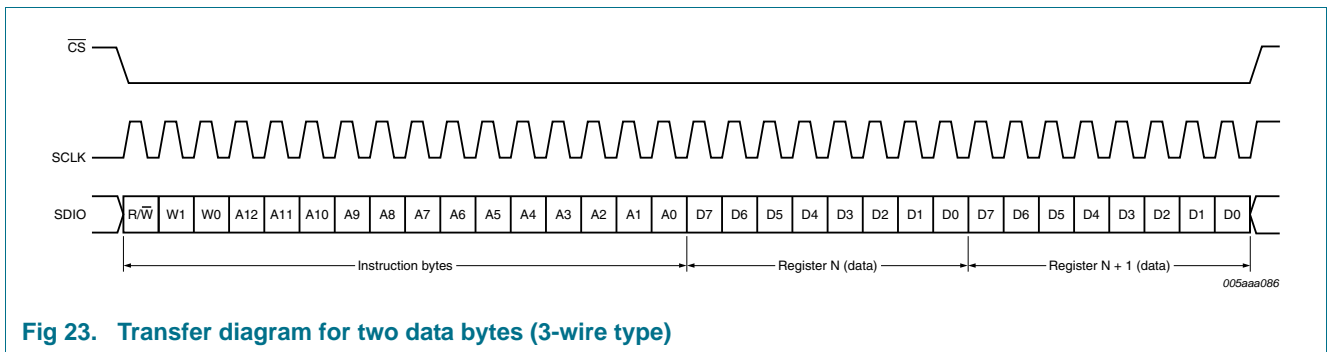 CS
SCLK
SDIO R/W W1 W0 A12 A11 A10 A9 A8 A7 A6 A5 A4 A3 A2 A1 A0 D7 D6 D5 D4 D3 D2 D1 D0 D7 D6 D5 D4 D3 D2 D1 D0
Instruction bytes Register N (data) Register N + 1 (data)
005aaa086
Fig 23. Transfer diagram for two data bytes (3-wire type)